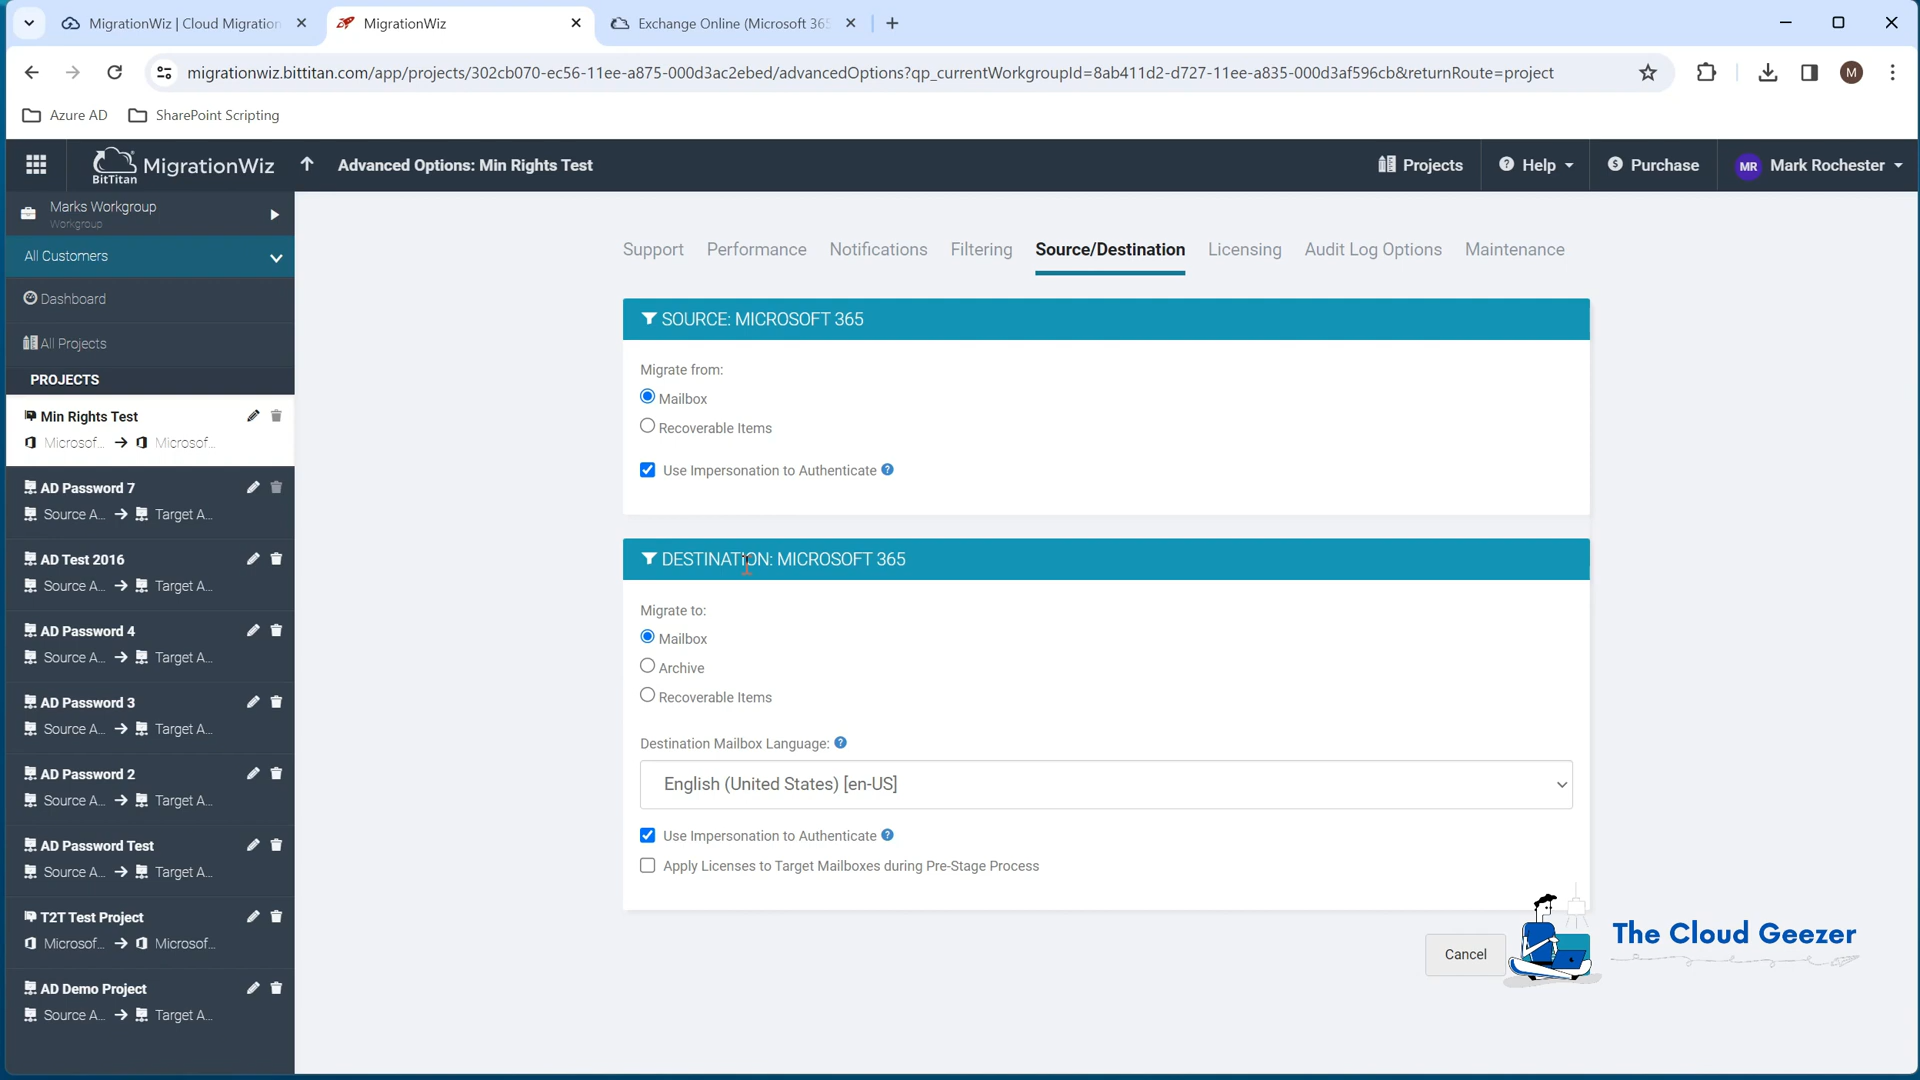 MigrationWiz | Cloud Migration
MigrationWiz
Exchange Online (Microsoft 365
migrationwiz.bittitan.com/app/projects/302cb070-ec56-11ee-a875-000d3ac2ebed/advancedOptions?qp_currentWorkgroupId=8ab411d2-d727-11ee-a835-000d3af596cb&returnRoute=project
M
Azure AD
SharePoint Scripting
BitTitan
MigrationWiz
Advanced Options: Min Rights Test
Projects
Help
Purchase
MR
Mark Rochester
Marks Workgroup
Workgroup
All Customers
Dashboard
All Projects
PROJECTS
Min Rights Test
Microsof... → Microsof...
AD Password 7
Source A... → Target A...
AD Test 2016
Source A... → Target A...
AD Password 4
Source A... → Target A...
AD Password 3
Source A... → Target A...
AD Password 2
Source A... → Target A...
AD Password Test
Source A... → Target A...
T2T Test Project
Microsof... → Microsof...
AD Demo Project
Source A... → Target A...
Support
Performance
Notifications
Filtering
Source/Destination
Licensing
Audit Log Options
Maintenance
SOURCE: MICROSOFT 365
Migrate from:
Mailbox
Recoverable Items
Use Impersonation to Authenticate
DESTINATION: MICROSOFT 365
Migrate to:
Mailbox
Archive
Recoverable Items
Destination Mailbox Language:
English (United States) [en-US]
Use Impersonation to Authenticate
Apply Licenses to Target Mailboxes during Pre-Stage Process
Cancel
The Cloud Geezer